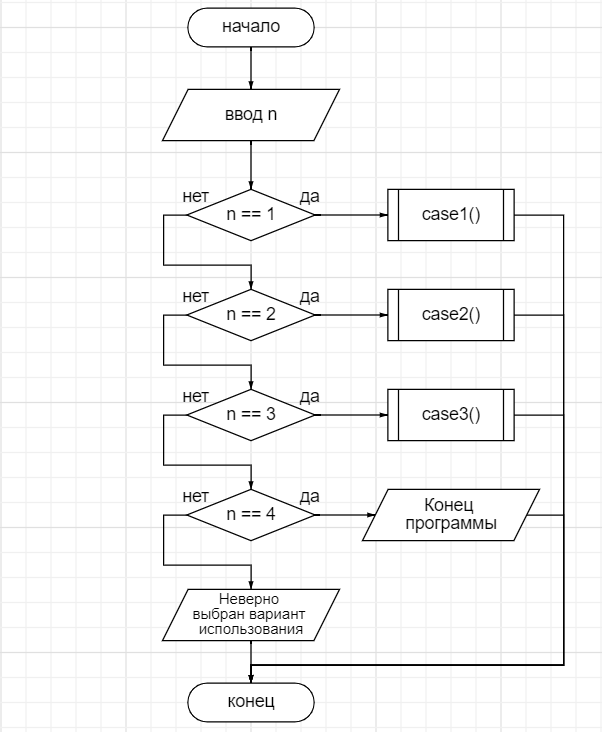 начало
ввод n
нет
да
n == 1
case1()
нет
да
n == 2
case2()
нет
да
n == 3
case3()
нет
да
n == 4
Конец
программы
Неверно
выбран вариант
использования
конец